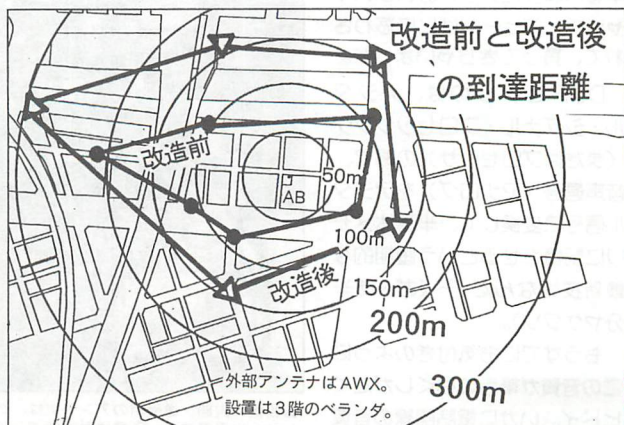 改造前と改造後
の到達距離
改造前
50m
AB
100m
改造後
150m
200m
300m
外部アンテナはAWX。
設置は3階のベランダ。